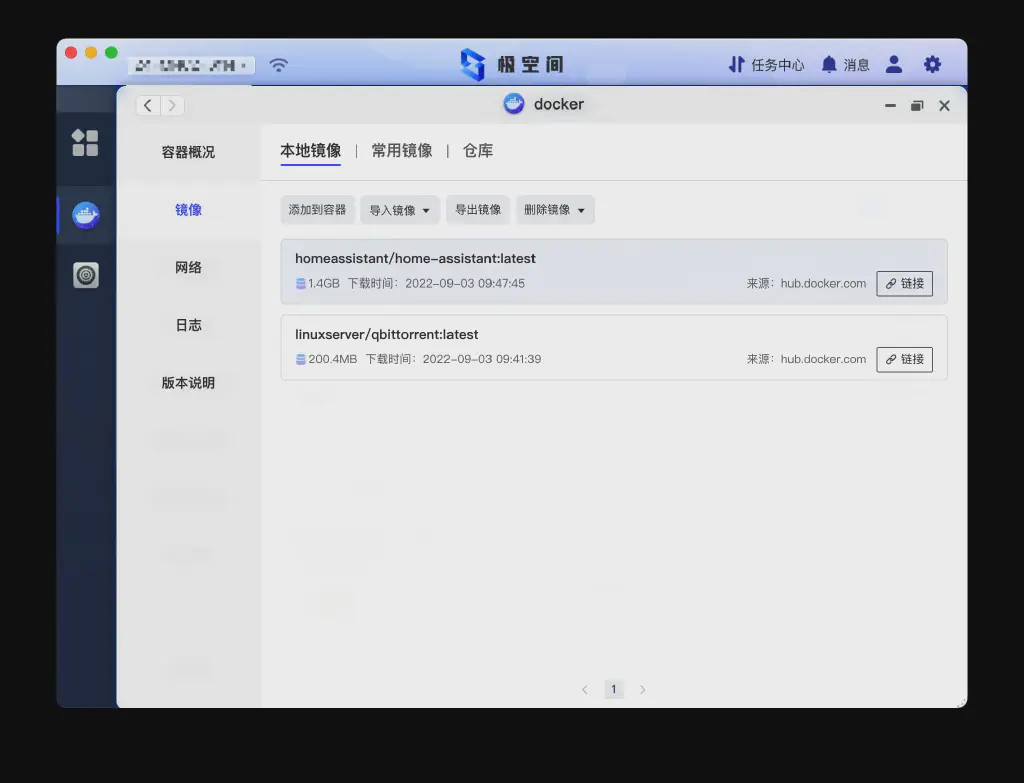 极空间
任务中心
消息
docker
容器概况
镜像
网络
日志
版本说明
本地镜像 | 常用镜像 | 仓库
添加到容器
导入镜像
导出镜像
删除镜像
homeassistant/home-assistant:latest
1.4GB 下载时间：2022-09-03 09:47:45
来源：hub.docker.com
链接
linuxserver/qbittorrent:latest
200.4MB 下载时间：2022-09-03 09:41:39
来源：hub.docker.com
链接
1